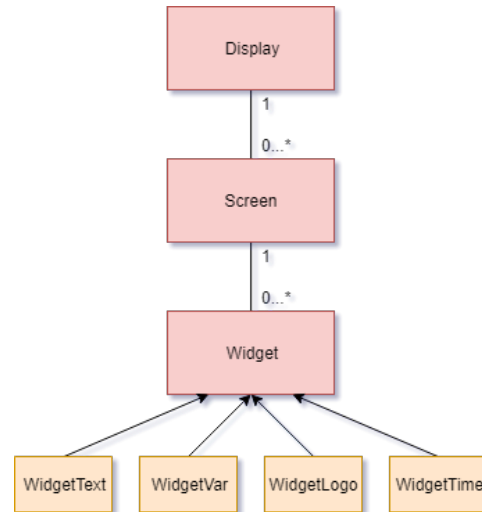 Display
1
0...*
Screen
1
0...*
Widget
WidgetText
WidgetVar
WidgetLogo
WidgetTime